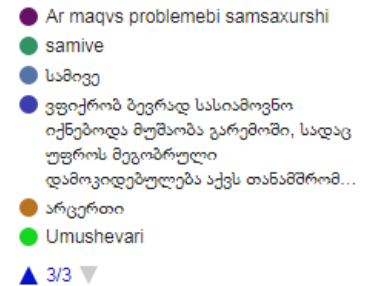 Ar maqvs problemebi samsaxurshi
samive
სამივე
ვფიქრობ ბევრად სასიამოვნო
იქნებოდა მუშაობა გარემოში, სადაც
უფროს მეგობრული
დამოკიდებულება აქვს თანამშრომ...
არცერთი
Umushevari
3/3